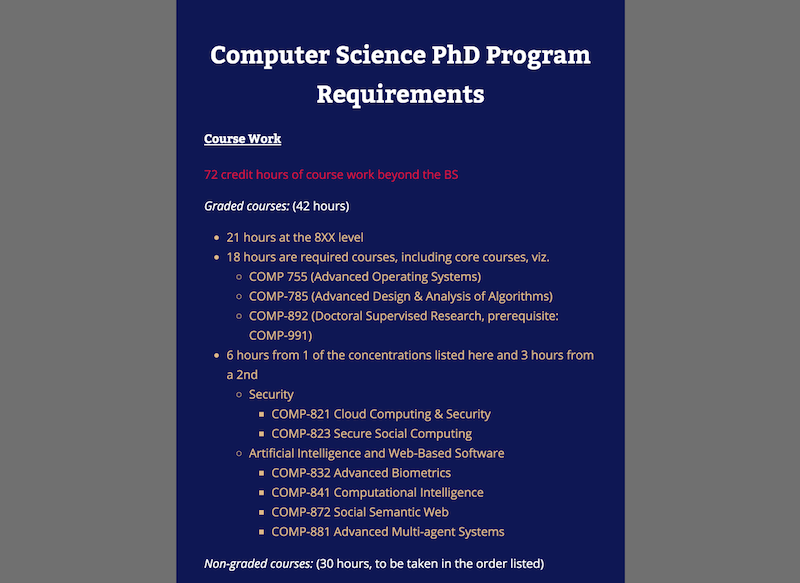 Computer Science PhD Program
Requirements
Course Work
72 credit hours of course work beyond the BS
Graded courses: (42 hours)
21 hours at the 8XX level
18 hours are required courses, including core courses, viz.
COMP 755 (Advanced Operating Systems)
COMP-785 (Advanced Design & Analysis of Algorithms)
COMP-892 (Doctoral Supervised Research, prerequisite:
COMP-991)
6 hours from 1 of the concentrations listed here and 3 hours from
a 2nd
Security
COMP-821 Cloud Computing & Security
COMP-823 Secure Social Computing
Artificial Intelligence and Web-Based Software
COMP-832 Advanced Biometrics
COMP-841 Computational Intelligence
COMP-872 Social Semantic Web
COMP-881 Advanced Multi-agent Systems
Non-graded courses: (30 hours, to be taken in the order listed)